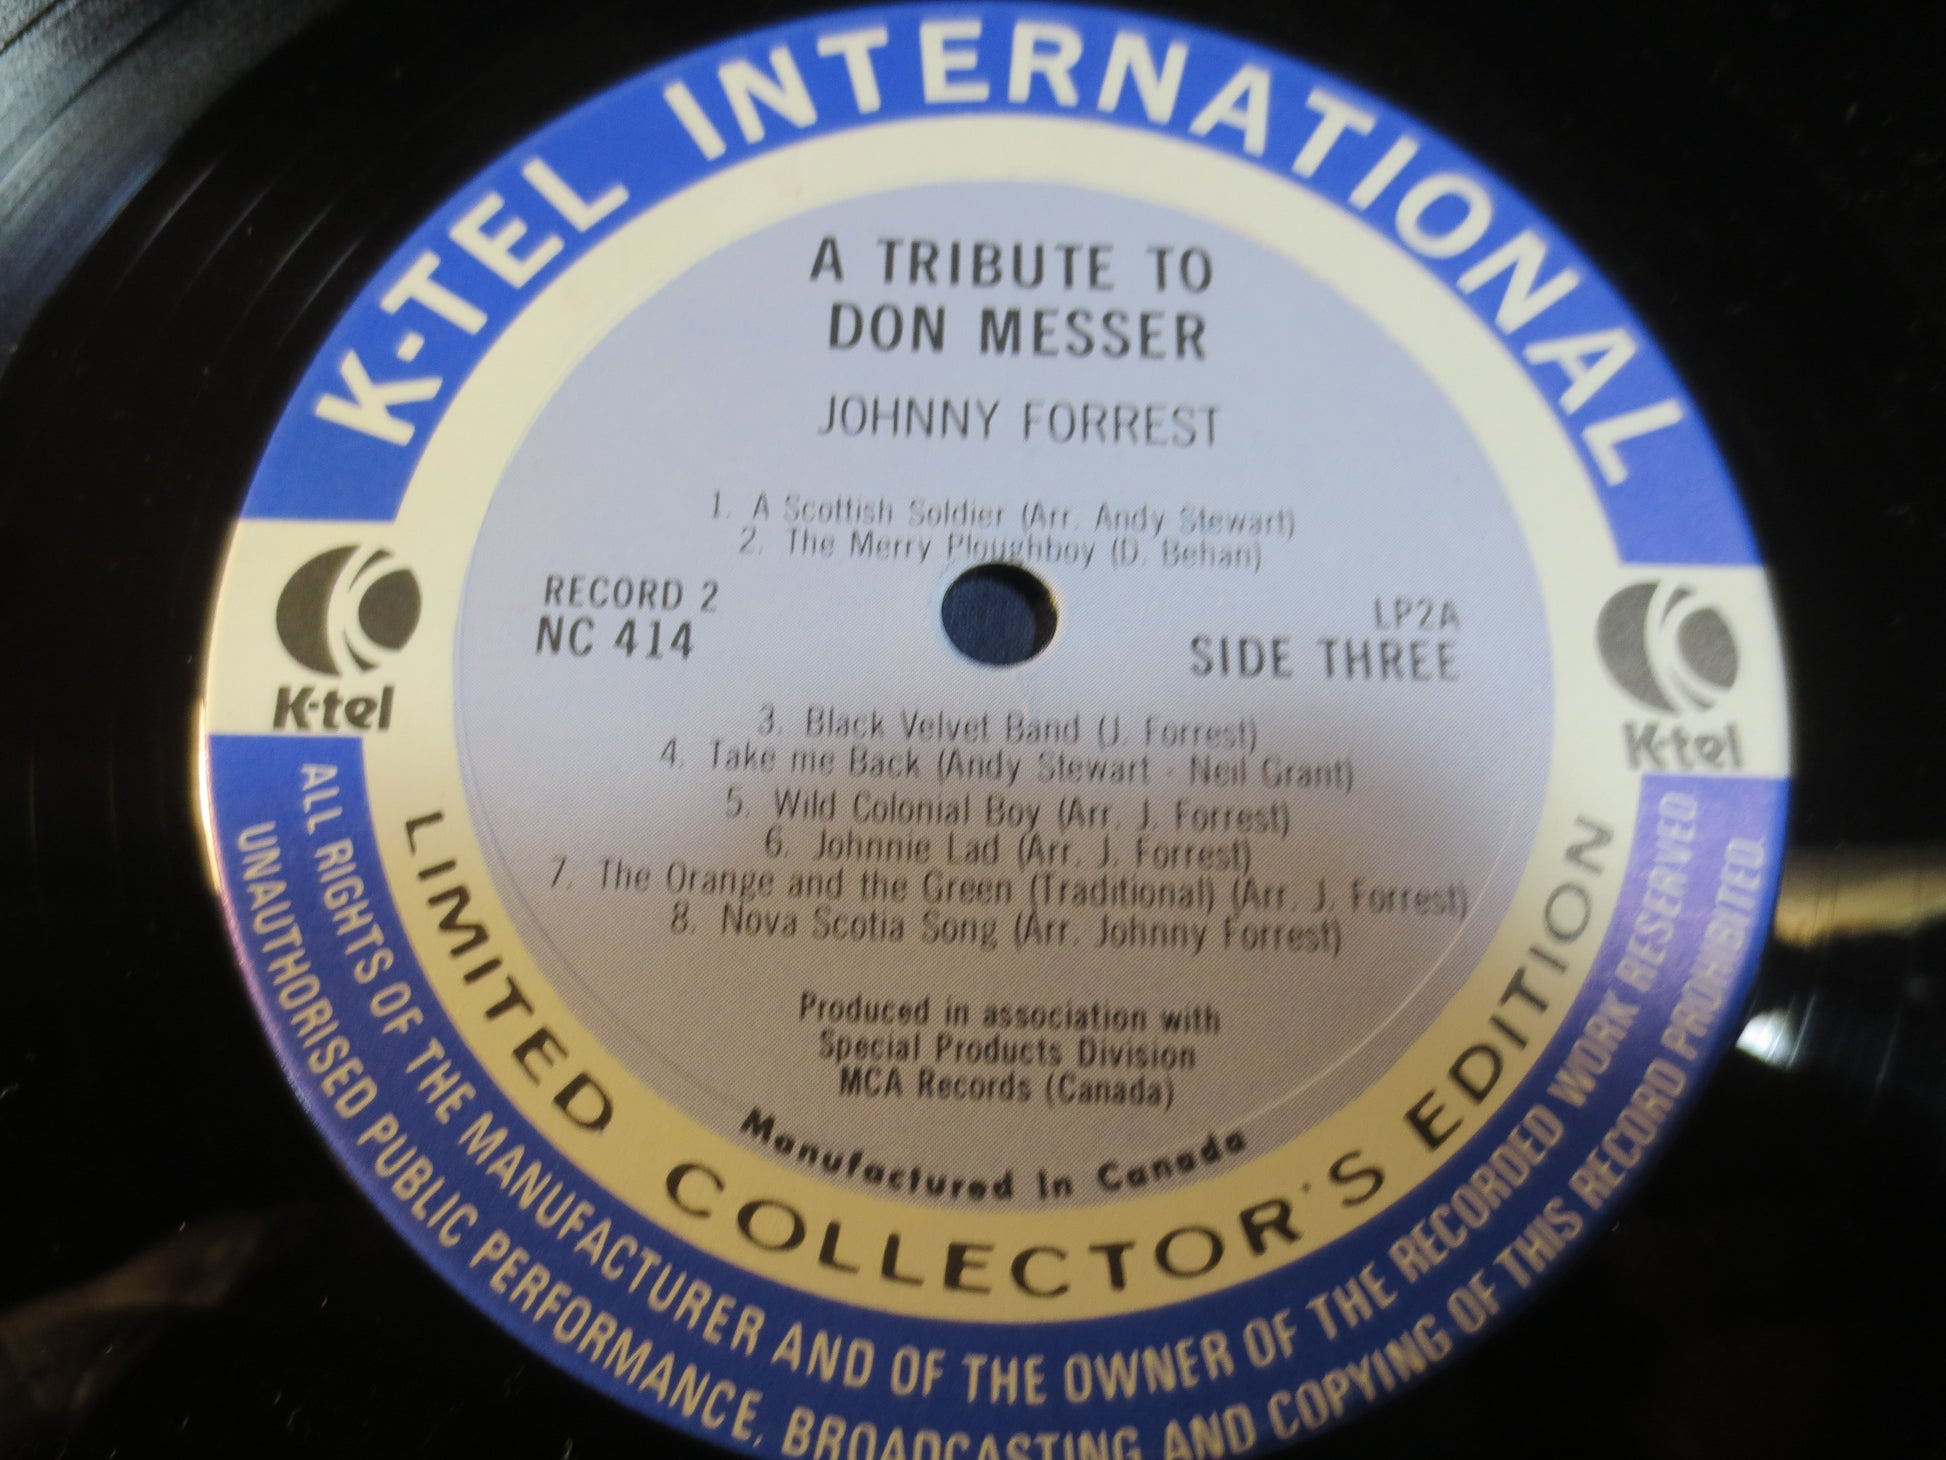 K-TEL INTERNATIONAL
A TRIBUTE TO
DON MESSER
JOHNNY FORREST
1. A Scottish Soldier (Arr. Andy Stewart)
2. The Merry Ploughboy (D. Behan)
RECORD 2
NC 414
LP2A
SIDE THREE
K-tel
K-tel
3. Black Velvet Band (J. Forrest)
4. Take me Back (Andy Stewart - Neil Grant)
5. Wild Colonial Boy (Arr. J. Forrest)
6. Johnnie Lad (Arr. J. Forrest)
7. The Orange and the Green (Traditional) (Arr. J. Forrest)
8. Nova Scotia Song (Arr. Johnny Forrest)
Produced in association with
Special Products Division
MCA Records (Canada)
Manufactured in Canada
LIMITED COLLECTOR'S EDITION
ALL RIGHTS OF THE MANUFACTURER AND OF THE OWNER OF THE RECORDED WORK RESERVED
UNAUTHORISED PUBLIC PERFORMANCE, BROADCASTING AND COPYING OF THIS RECORD PROHIBITED